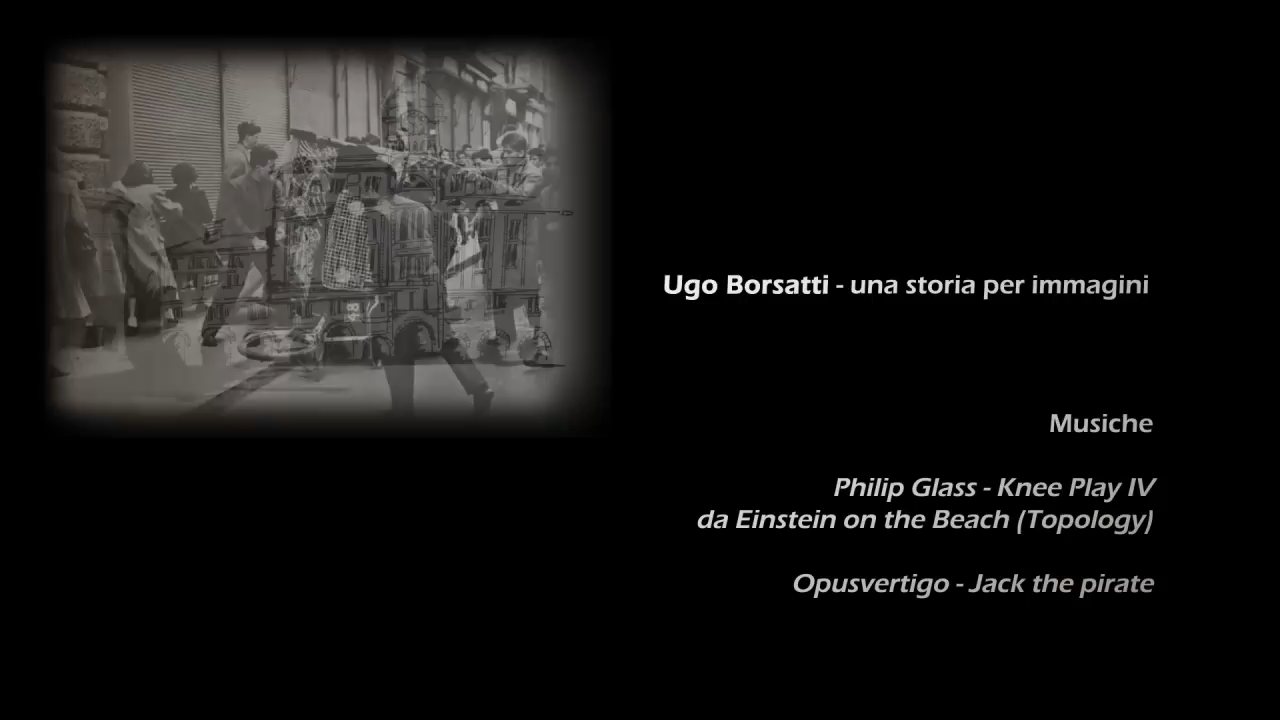 Ugo Borsatti - una storia per immagini
Musiche
Philip Glass - Knee Play IV
da Einstein on the Beach (Topology)
Opusvertigo - Jack the pirate